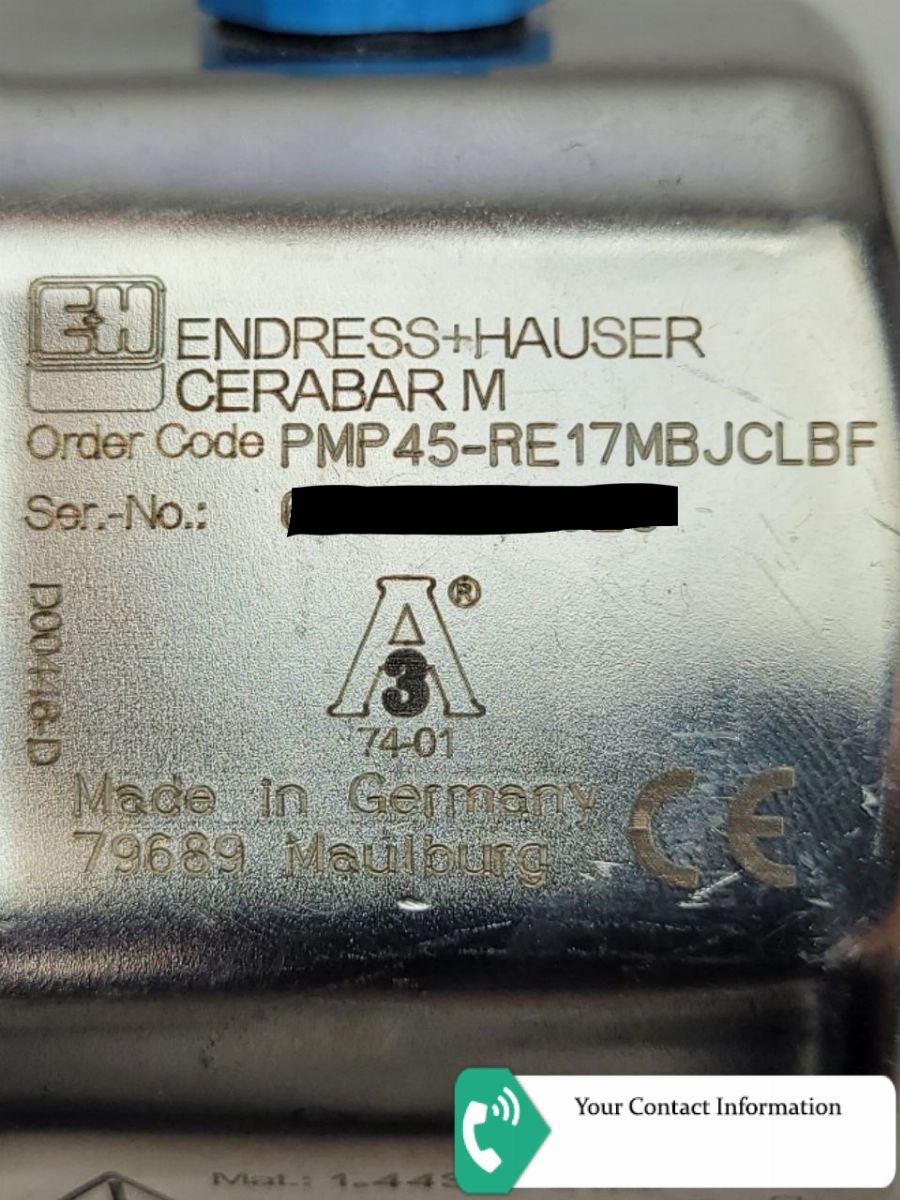 E+H ENDRESS+HAUSER
CERABAR M
Order Code PMP45-RE17MBJCLBF
Ser.-No.:
A ®
3
74-01
Made in Germany
79689 Maulburg
CE
Mat.:
Your Contact Information